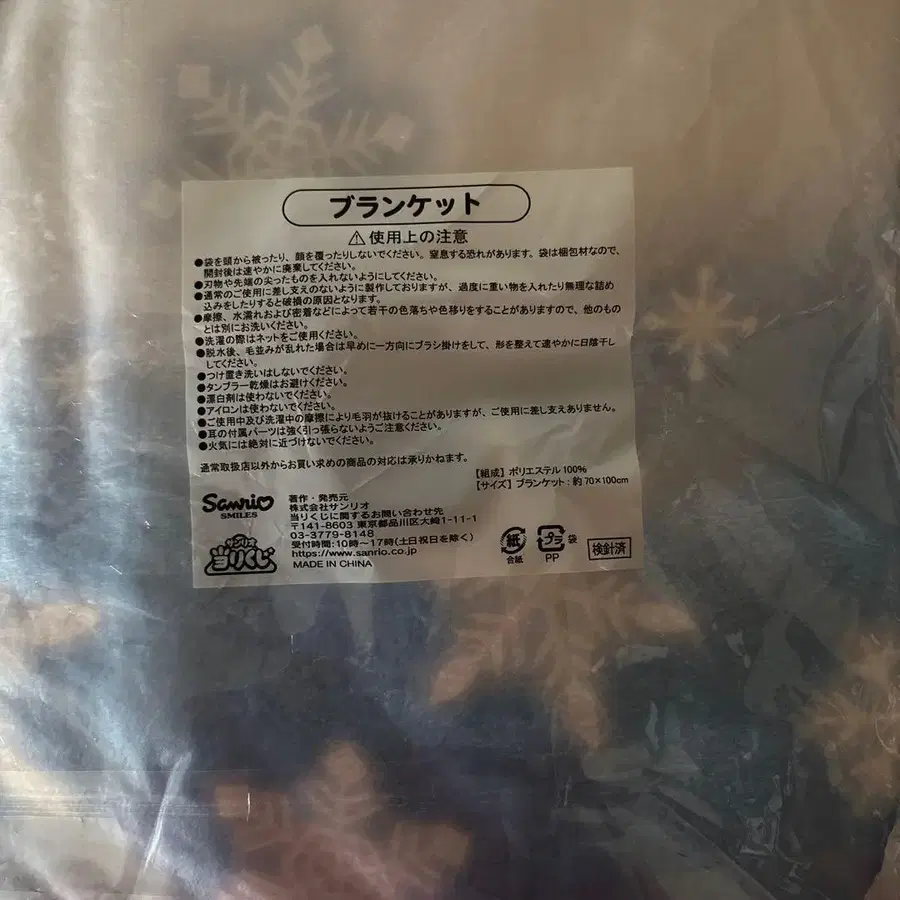 ブランケット
⚠使用上の注意
●袋を頭から被ったり、顔を覆ったりしないでください。窒息する恐れがあります。袋は梱包材なので、
開封後は速やかに廃棄してください。
●刃物や先端の尖ったものを入れないようにしてください。
●通常のご使用に差し支えのないように製作しておりますが、過度に重い物を入れたり無理な詰め
込みをしたりすると破損の原因となります。
●摩擦、水濡れおよび密着などによって若干の色落ちや色移りをすることがありますので、他のもの
とは別にお洗いください。
●洗濯の際はネットをご使用ください。
●脱水後、毛並みが乱れた場合は早めに一方向にブラシ掛けをして、形を整えて速やかに日陰干し
してください。
●つけ置き洗いはしないでください。
●タンブラー乾燥はお避けください。
●漂白剤は使わないでください。
●アイロンは使わないでください。
●ご使用中及び洗濯中の摩擦により毛羽が抜けることがありますが、ご使用に差し支えありません。
●耳の付属パーツは強く引っ張らないようご注意ください。
●火気には絶対に近づけないでください。
通常取扱店以外からお買い求めの商品の対応は承りかねます。
【組成】ポリエステル100%
【サイズ】ブランケット:約70×100cm
Sanrio
SMILES
サンリオ
当りくじ
著作・発売元
株式会社サンリオ
当りくじに関するお問い合わせ先
〒141-8603 東京都品川区大崎1-11-1
03-3779-8148
受付時間:10時〜17時(土日祝日を除く)
https://www.sanrio.co.jp
MADE IN CHINA
紙
台紙
プラ 袋
PP
検針済